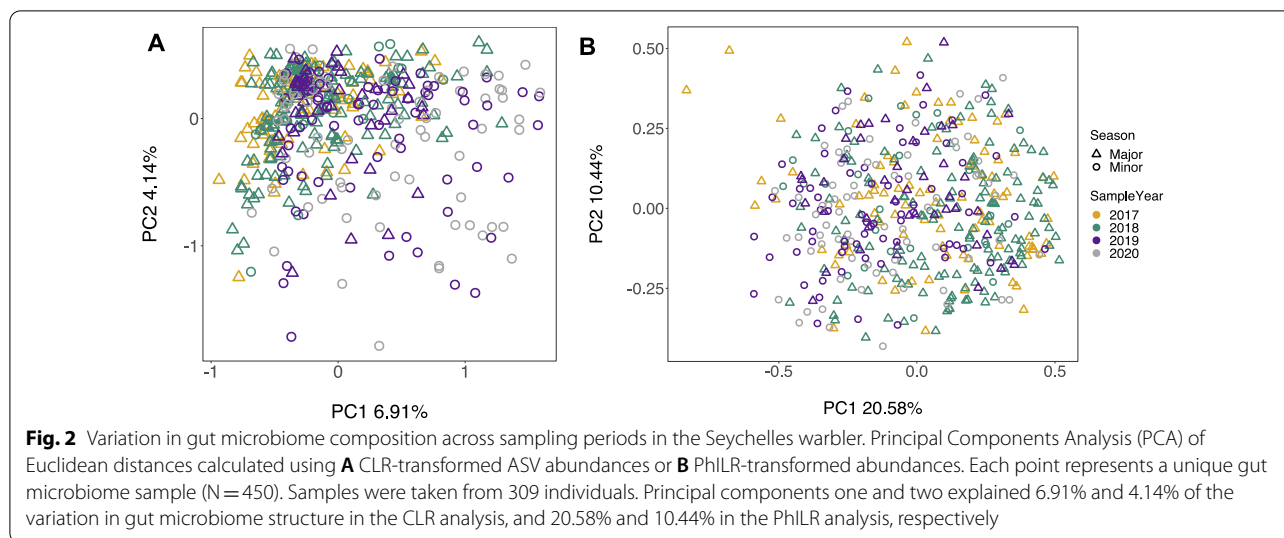 A
0
-1
PC2 4.14%
-1
0
1
PC1 6.91%
B
0.50
0.25
0.00
-0.25
PC2 10.44%
-0.5
0.0
0.5
PC1 20.58%
Season
Major
Minor
SampleYear
2017
2018
2019
2020
Fig. 2 Variation in gut microbiome composition across sampling periods in the Seychelles warbler. Principal Components Analysis (PCA) of
Euclidean distances calculated using A CLR-transformed ASV abundances or B PhILR-transformed abundances. Each point represents a unique gut
microbiome sample (N = 450). Samples were taken from 309 individuals. Principal components one and two explained 6.91% and 4.14% of the
variation in gut microbiome structure in the CLR analysis, and 20.58% and 10.44% in the PhILR analysis, respectively